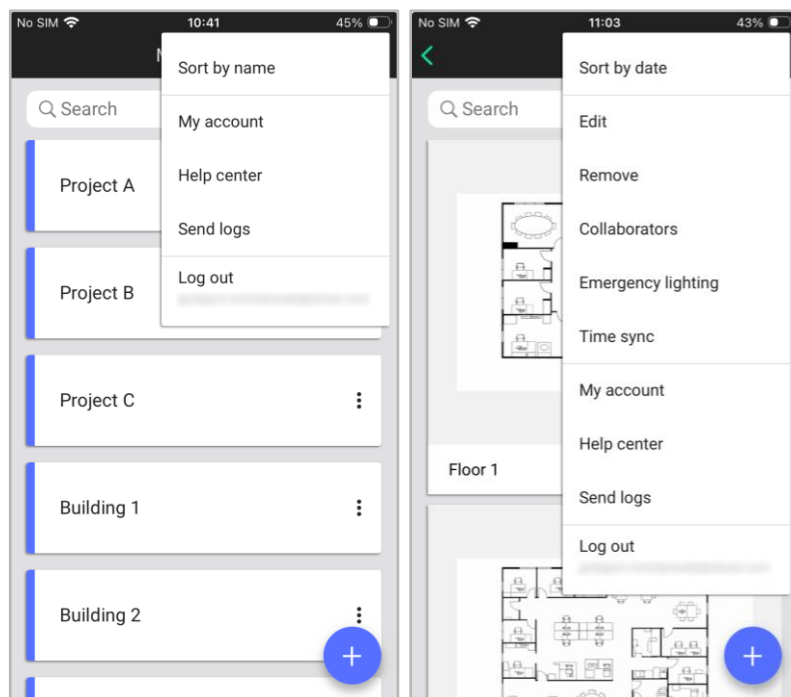 No SIM 10:41 45%
M
Sort by name
Search
My account
Project A
Help center
Send logs
Log out
Project B
Project C
Building 1
Building 2
+
No SIM 11:03 43%
Sort by date
Search
Edit
Remove
Collaborators
Emergency lighting
Time sync
My account
Help center
Floor 1
Send logs
Log out
+